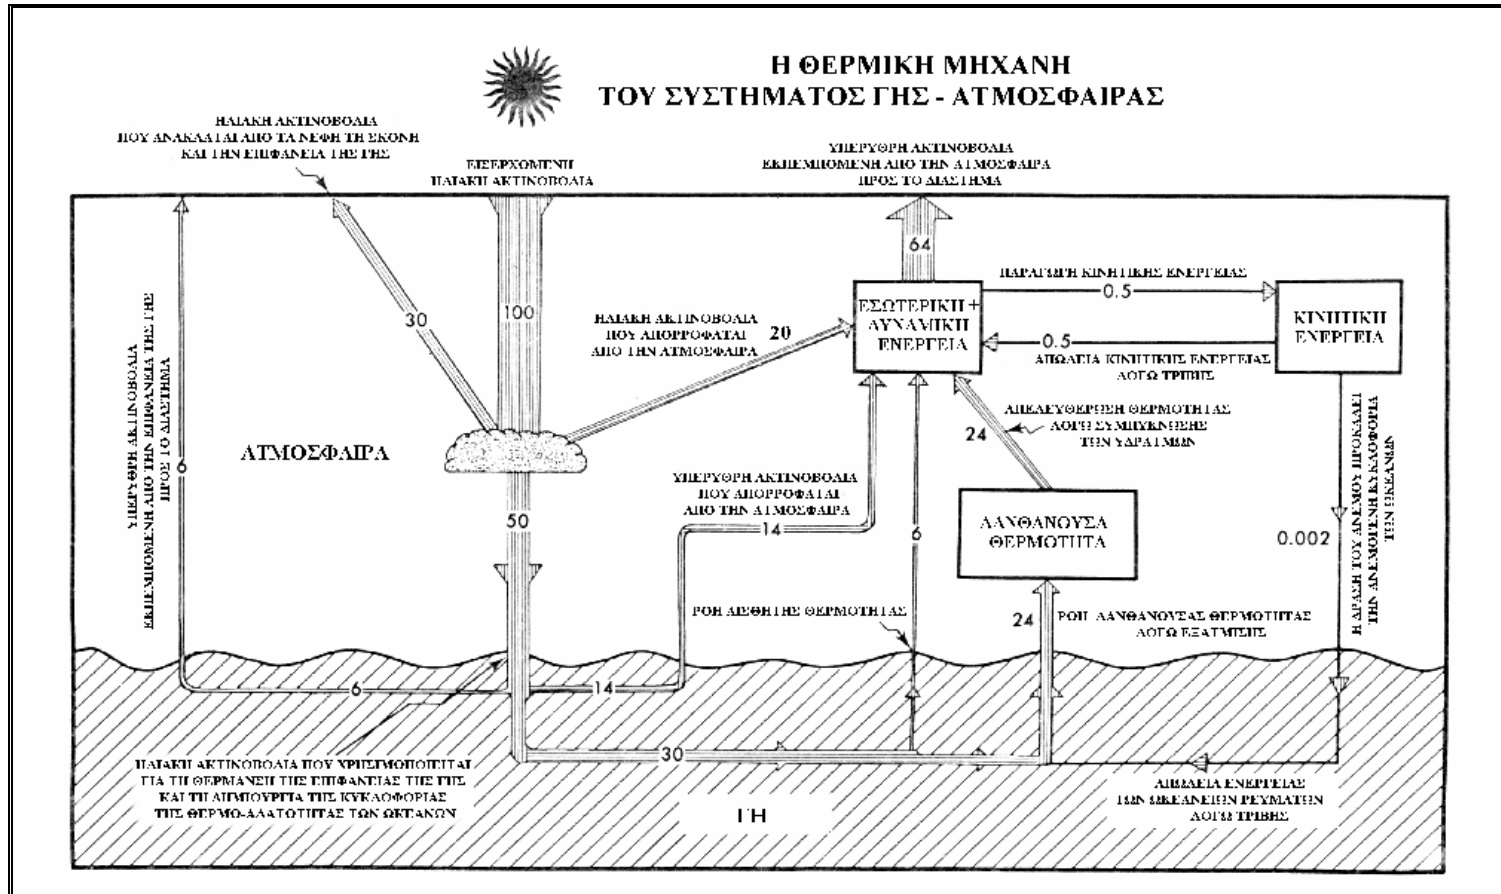 Η ΘΕΡΜΙΚΗ ΜΗΧΑΝΗ
ΤΟΥ ΣΥΣΤΗΜΑΤΟΣ ΓΗΣ - ΑΤΜΟΣΦΑΙΡΑΣ
ΗΛΙΑΚΗ ΑΚΤΙΝΟΒΟΛΙΑ
ΠΟΥ ΑΝΑΚΛΑΤΑΙ ΑΠΟ ΤΑ ΝΕΦΗ ΤΗ ΣΚΟΝΗ
ΚΑΙ ΤΗΝ ΕΠΙΦΑΝΕΙΑ ΤΗΣ ΓΗΣ
ΕΙΣΕΡΧΟΜΕΝΗ
ΗΛΙΑΚΗ ΑΚΤΙΝΟΒΟΛΙΑ
ΥΠΕΡΥΘΡΗ ΑΚΤΙΝΟΒΟΛΙΑ
ΕΚΠΕΜΠΟΜΕΝΗ ΑΠΟ ΤΗΝ ΑΤΜΟΣΦΑΙΡΑ
ΠΡΟΣ ΤΟ ΔΙΑΣΤΗΜΑ
64
ΠΑΡΑΓΩΓΗ ΚΙΝΗΤΙΚΗΣ ΕΝΕΡΓΕΙΑΣ
0.5
ΕΣΩΤΕΡΙΚΗ +
ΔΥΝΑΜΙΚΗ
ΕΝΕΡΓΕΙΑ
ΚΙΝΗΤΙΚΗ
ΕΝΕΡΓΕΙΑ
0.5
ΑΠΩΛΕΙΑ ΚΙΝΗΤΙΚΗΣ ΕΝΕΡΓΕΙΑΣ
ΛΟΓΩ ΤΡΙΒΗΣ
30
100
ΗΛΙΑΚΗ ΑΚΤΙΝΟΒΟΛΙΑ
ΠΟΥ ΑΠΟΡΡΟΦΑΤΑΙ
ΑΠΟ ΤΗΝ ΑΤΜΟΣΦΑΙΡΑ
20
ΥΠΕΡΥΘΡΗ ΑΚΤΙΝΟΒΟΛΙΑ
ΕΚΠΕΜΠΟΜΕΝΗ ΑΠΟ ΤΗΝ ΕΠΙΦΑΝΕΙΑ ΤΗΣ ΓΗΣ
ΠΡΟΣ ΤΟ ΔΙΑΣΤΗΜΑ
6
ΑΤΜΟΣΦΑΙΡΑ
ΑΠΕΛΕΥΘΕΡΩΣΗ ΘΕΡΜΟΤΗΤΑΣ
ΛΟΓΩ ΣΥΜΠΥΚΝΩΣΗΣ
ΤΩΝ ΥΔΡΑΤΜΩΝ
24
ΥΠΕΡΥΘΡΗ ΑΚΤΙΝΟΒΟΛΙΑ
ΠΟΥ ΑΠΟΡΡΟΦΑΤΑΙ
ΑΠΟ ΤΗΝ ΑΤΜΟΣΦΑΙΡΑ
14
50
6
ΛΑΝΘΑΝΟΥΣΑ
ΘΕΡΜΟΤΗΤΑ
0.002
Η ΔΡΑΣΗ ΤΟΥ ΑΝΕΜΟΥ ΠΡΟΚΑΛΕΙ
ΤΗΝ ΑΝΕΜΟΓΕΝΗ ΚΥΚΛΟΦΟΡΙΑ
ΤΩΝ ΩΚΕΑΝΩΝ
ΡΟΗ ΑΙΣΘΗΤΗΣ ΘΕΡΜΟΤΗΤΑΣ
24
ΡΟΗ ΛΑΝΘΑΝΟΥΣΑΣ ΘΕΡΜΟΤΗΤΑΣ
ΛΟΓΩ ΕΞΑΤΜΙΣΗΣ
6
14
30
ΗΛΙΑΚΗ ΑΚΤΙΝΟΒΟΛΙΑ ΠΟΥ ΧΡΗΣΙΜΟΠΟΙΕΙΤΑΙ
ΓΙΑ ΤΗ ΘΕΡΜΑΝΣΗ ΤΗΣ ΕΠΙΦΑΝΕΙΑΣ ΤΗΣ ΓΗΣ
ΚΑΙ ΤΗ ΔΗΜΙΟΥΡΓΙΑ ΤΗΣ ΚΥΚΛΟΦΟΡΙΑΣ
ΤΗΣ ΘΕΡΜΟ-ΑΛΑΤΟΤΗΤΑΣ ΤΩΝ ΩΚΕΑΝΩΝ
ΓΗ
ΑΠΩΛΕΙΑ ΕΝΕΡΓΕΙΑΣ
ΤΩΝ ΩΚΕΑΝΕΙΩΝ ΡΕΥΜΑΤΩΝ
ΛΟΓΩ ΤΡΙΒΗΣ